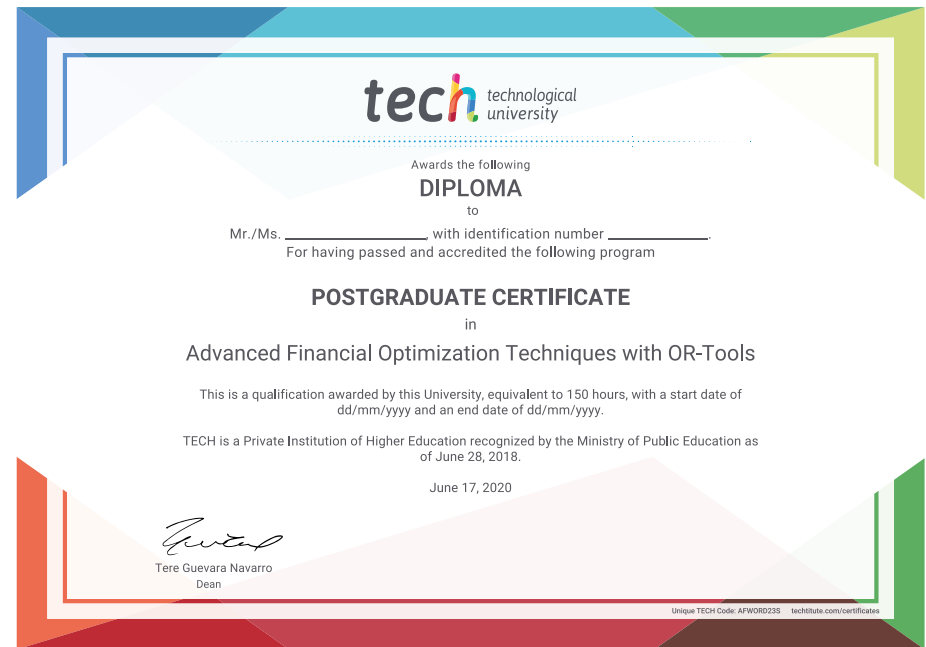 tech technological
university
Awards the following
DIPLOMA
to
Mr./Ms. ____________________, with identification number ______________.
For having passed and accredited the following program
POSTGRADUATE CERTIFICATE
in
Advanced Financial Optimization Techniques with OR-Tools
This is a qualification awarded by this University, equivalent to 150 hours, with a start date of
dd/mm/yyyy and an end date of dd/mm/yyyy.
TECH is a Private Institution of Higher Education recognized by the Ministry of Public Education as
of June 28, 2018.
June 17, 2020
Tere Guevara Navarro
Dean
Unique TECH Code: AFWORD23S techtitute.com/certificates